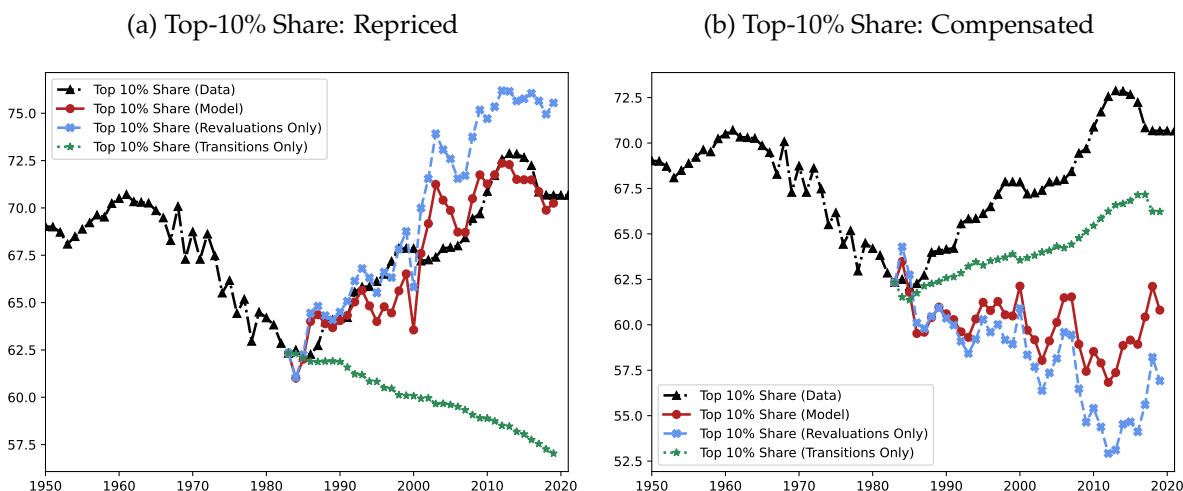 (a) Top-10% Share: Repriced
Top 10% Share (Data)
Top 10% Share (Model)
Top 10% Share (Revaluations Only)
Top 10% Share (Transitions Only)
75.0
72.5
70.0
67.5
65.0
62.5
60.0
57.5
1950 1960 1970 1980 1990 2000 2010 2020
(b) Top-10% Share: Compensated
72.5
70.0
67.5
65.0
62.5
60.0
57.5
55.0
52.5
Top 10% Share (Data)
Top 10% Share (Model)
Top 10% Share (Revaluations Only)
Top 10% Share (Transitions Only)
1950 1960 1970 1980 1990 2000 2010 2020